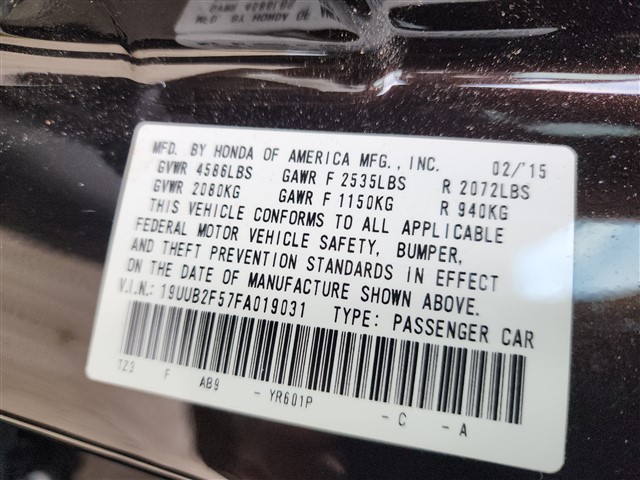 MFD. BY HONDA OF AMERICA MFG., INC. 02/'15
GVWR 4586LBS GAWR F 2535LBS R 2072LBS
GVWR 2080KG GAWR F 1150KG R 940KG
THIS VEHICLE CONFORMS TO ALL APPLICABLE
FEDERAL MOTOR VEHICLE SAFETY, BUMPER,
AND THEFT PREVENTION STANDARDS IN EFFECT
ON THE DATE OF MANUFACTURE SHOWN ABOVE.
V.I.N.: 19UUB2F57FA019031 TYPE: PASSENGER CAR
TZ3 F AB9 - YR601P - C - A